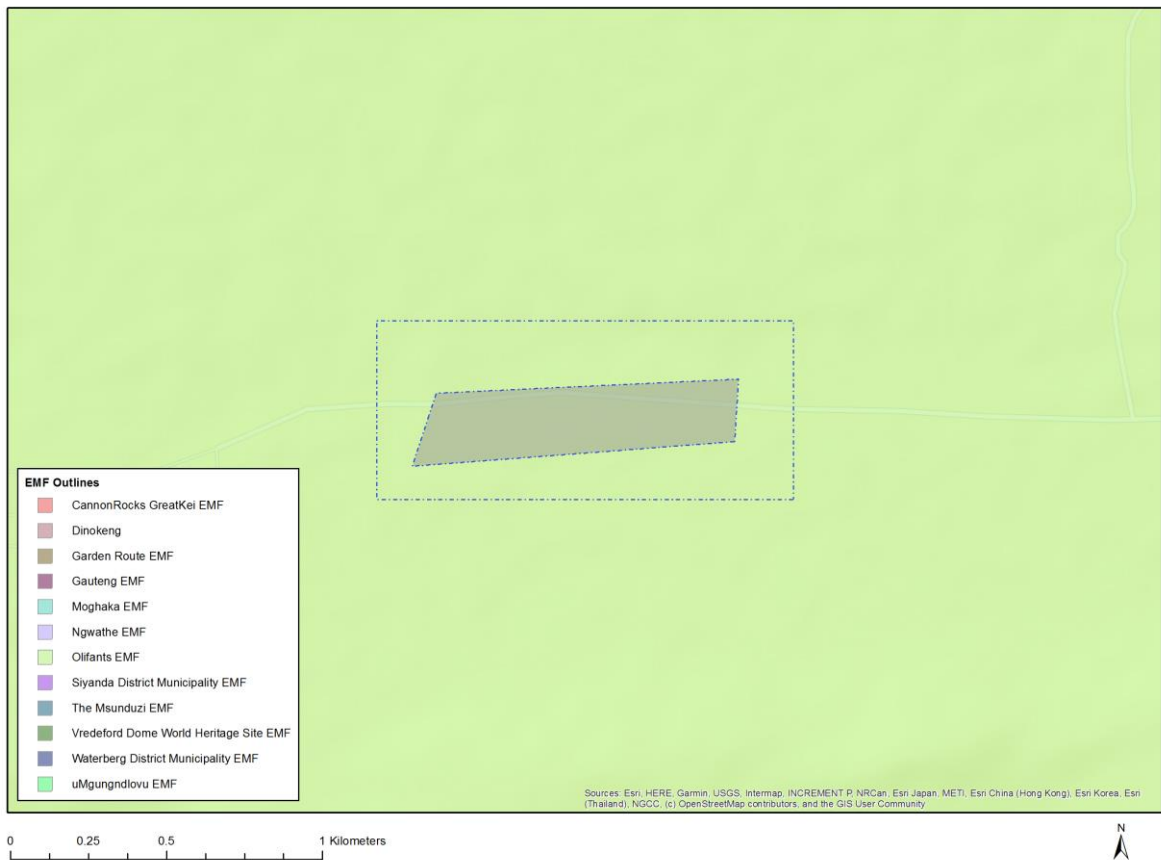 EMF Outlines
CannonRocks GreatKei EMF
Dinokeng
Garden Route EMF
Gauteng EMF
Moghaka EMF
Ngwathe EMF
Olifants EMF
Siyanda District Municipality EMF
The Msunduzi EMF
Vredeford Dome World Heritage Site EMF
Waterberg District Municipality EMF
uMgungndlovu EMF
Sources: Esri, HERE, Garmin, USGS, Intermap, INCREMENT P, NRCan, Esri Japan, METI, Esri China (Hong Kong), Esri Korea, Esri
(Thailand), NGCC, (c) OpenStreetMap contributors, and the GIS User Community
0 0.25 0.5 1 Kilometers
N